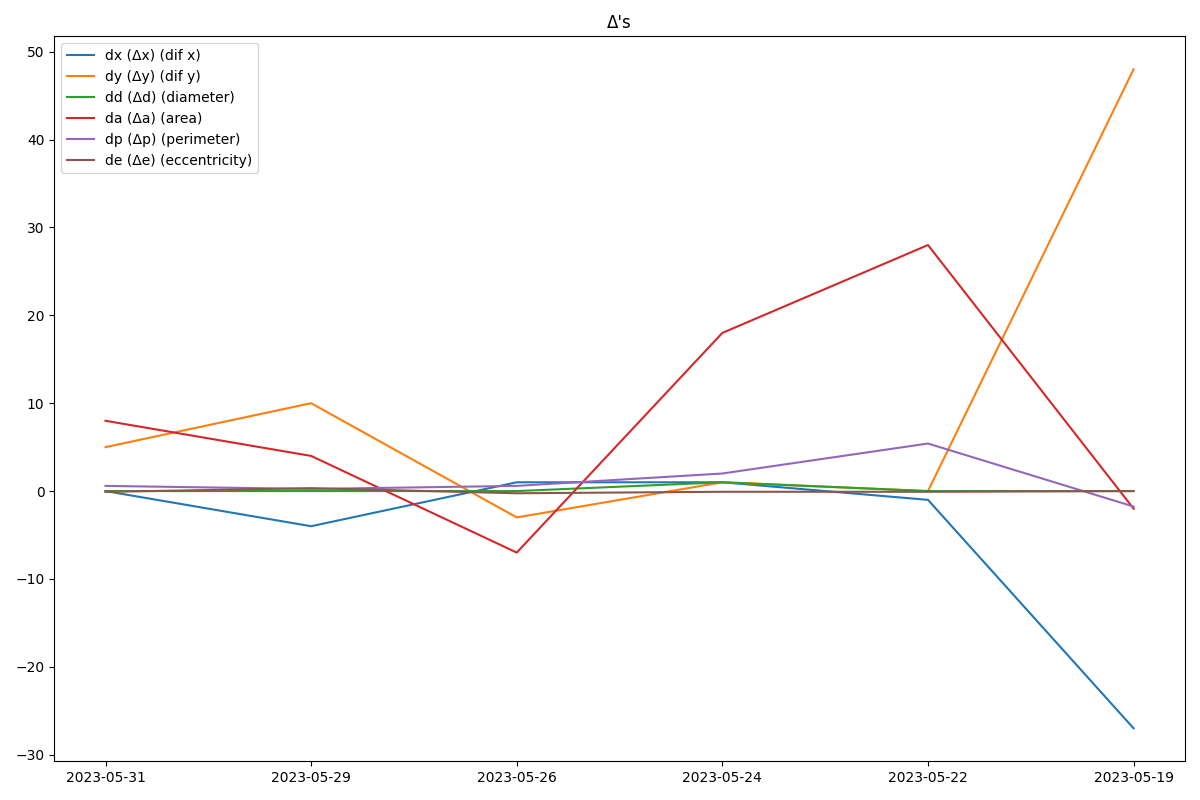 Δ's
dx (Δx) (dif x)
dy (Δy) (dif y)
dd (Δd) (diameter)
da (Δa) (area)
dp (Δp) (perimeter)
de (Δe) (eccentricity)
50
40
30
20
10
0
−10
−20
−30
2023-05-31 2023-05-29 2023-05-26 2023-05-24 2023-05-22 2023-05-19